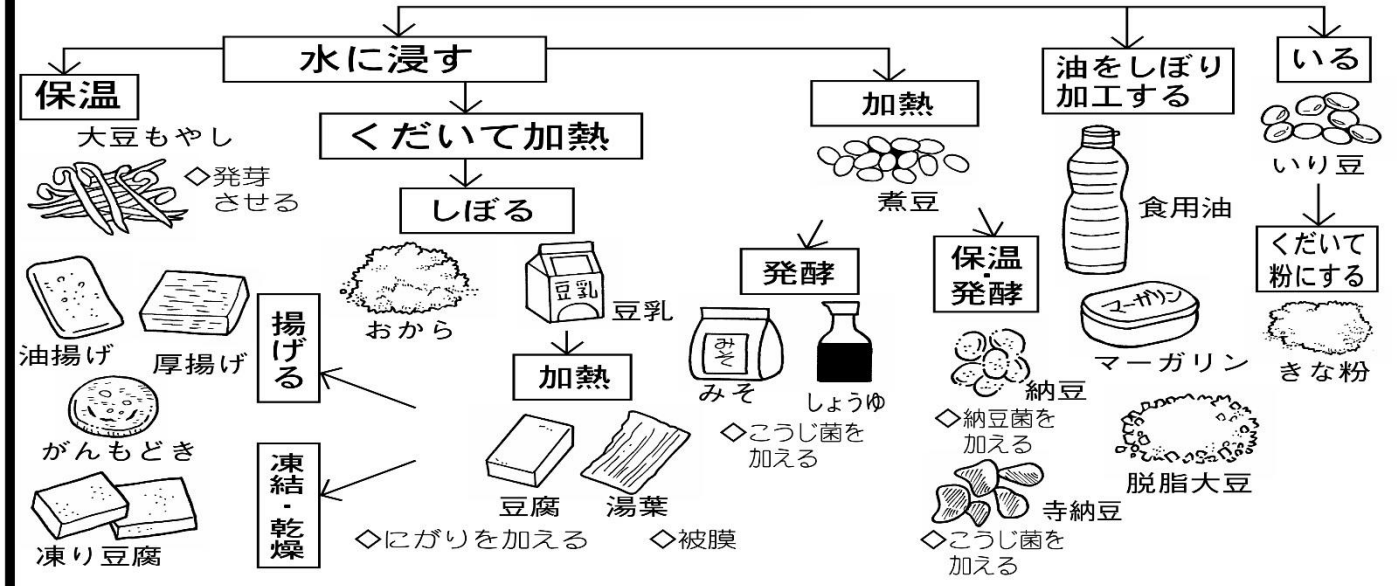 水に浸す
保温
大豆もやし
◇発芽
させる
くだいて加熱
しぼる
おから
豆乳
豆乳
加熱
豆腐
◇にがりを加える
湯葉
◇被膜
揚げる
油揚げ
厚揚げ
がんもどき
凍結・乾燥
凍り豆腐
加熱
煮豆
発酵
みそ
みそ
しょうゆ
◇こうじ菌を
加える
保温
・
発酵
納豆
◇納豆菌を
加える
寺納豆
◇こうじ菌を
加える
油をしぼり
加工する
食用油
マーガリン
マーガリン
脱脂大豆
いる
いり豆
くだいて
粉にする
きな粉